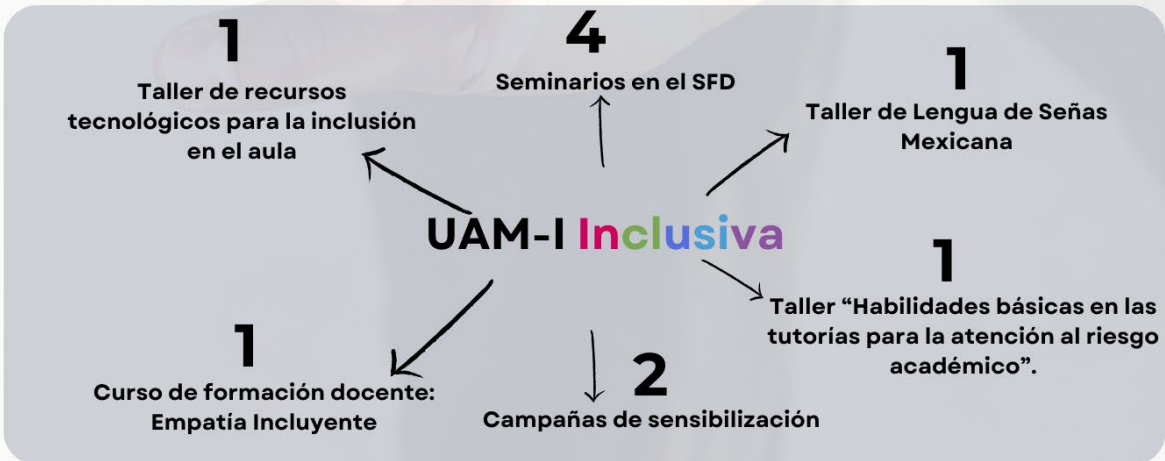 1
Taller de recursos
tecnológicos para la inclusión
en el aula
4
Seminarios en el SFD
1
Taller de Lengua de Señas
Mexicana
UAM-I Inclusiva
1
Taller “Habilidades básicas en las
tutorías para la atención al riesgo
académico”.
1
Curso de formación docente:
Empatía Incluyente
2
Campañas de sensibilización